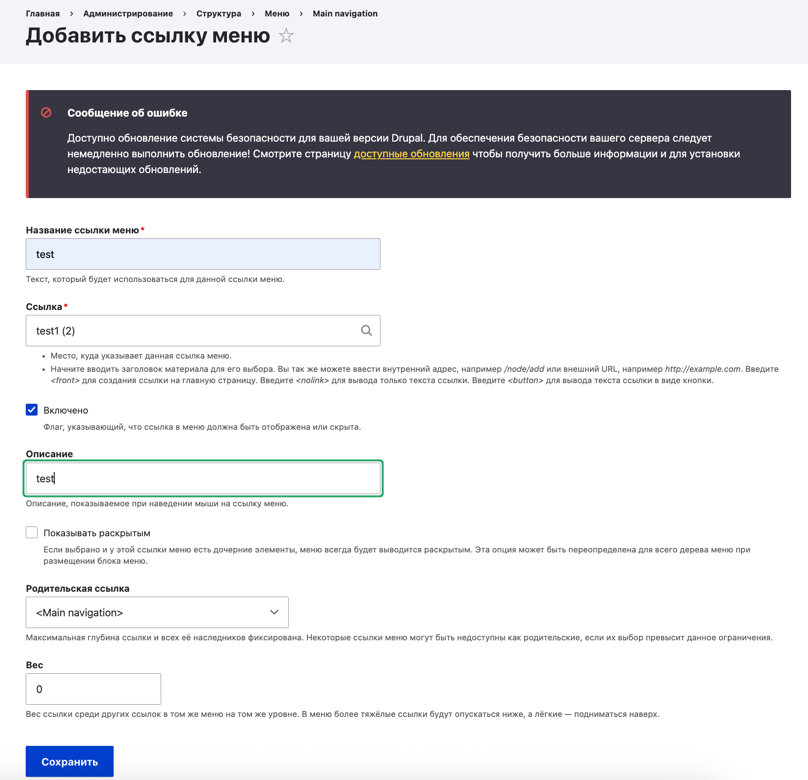 Главная › Администрирование › Структура › Меню › Main navigation
Добавить ссылку меню
Сообщение об ошибке
Доступно обновление системы безопасности для вашей версии Drupal. Для обеспечения безопасности вашего сервера следует
немедленно выполнить обновление! Смотрите страницу доступные обновления чтобы получить больше информации и для установки
недостающих обновлений.
Название ссылки меню*
test
Текст, который будет использоваться для данной ссылки меню.
Ссылка*
test1 (2)
• Место, куда указывает данная ссылка меню.
• Начните вводить заголовок материала для его выбора. Вы так же можете ввести внутренний адрес, например /node/add или внешний URL, например http://example.com. Введите
<front> для создания ссылки на главную страницу. Введите <nolink> для вывода только текста ссылки. Введите <button> для вывода текста ссылки в виде кнопки.
Включено
Флаг, указывающий, что ссылка в меню должна быть отображена или скрыта.
Описание
test
Описание, показываемое при наведении мыши на ссылку меню.
Показывать раскрытым
Если выбрано и у этой ссылки меню есть дочерние элементы, меню всегда будет выводится раскрытым. Эта опция может быть переопределена для всего дерева меню при
размещении блока меню.
Родительская ссылка
<Main navigation>
Максимальная глубина ссылки и всех её наследников фиксирована. Некоторые ссылки меню могут быть недоступны как родительские, если их выбор превысит данное ограничения.
Вес
0
Вес ссылки среди других ссылок в том же меню на том же уровне. В меню более тяжёлые ссылки будут опускаться ниже, а лёгкие — подниматься наверх.
Сохранить